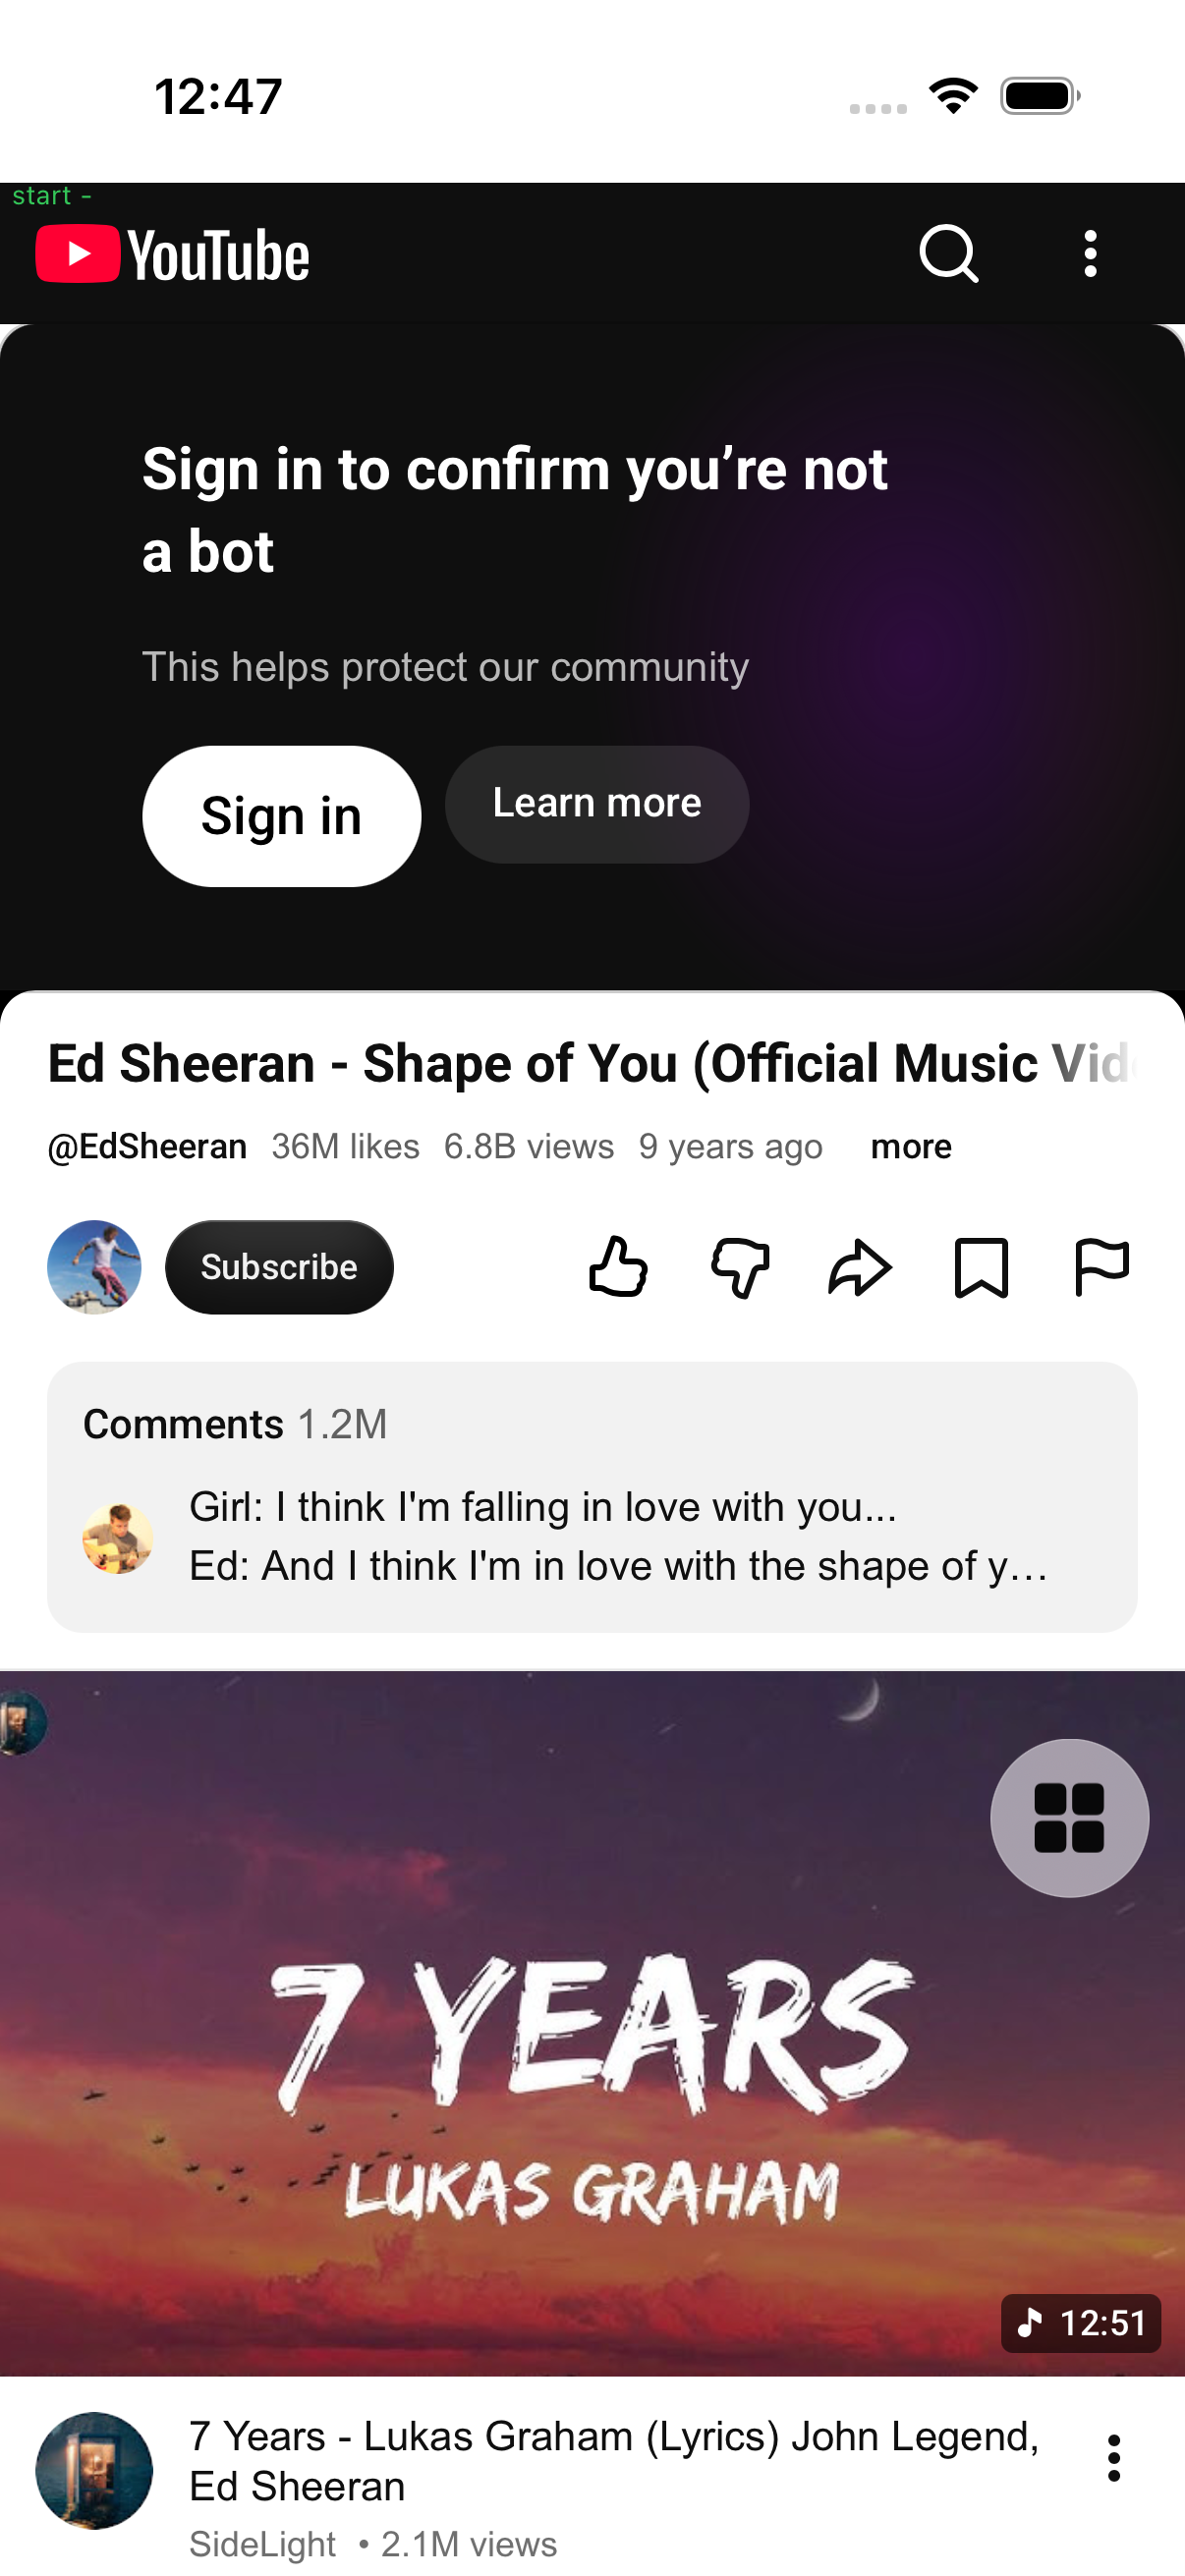 12:47
start -
YouTube
Sign in to confirm you’re not
a bot
This helps protect our community
Sign in
Learn more
Ed Sheeran - Shape of You (Official Music
@EdSheeran 36M likes 6.8B views 9 years ago more
Subscribe
Comments 1.2M
Girl: I think I'm falling in love with you...
Ed: And I think I'm in love with the shape of y…
7 YEARS
LUKAS GRAHAM
12:51
7 Years - Lukas Graham (Lyrics) John Legend,
Ed Sheeran
SideLight • 2.1M views